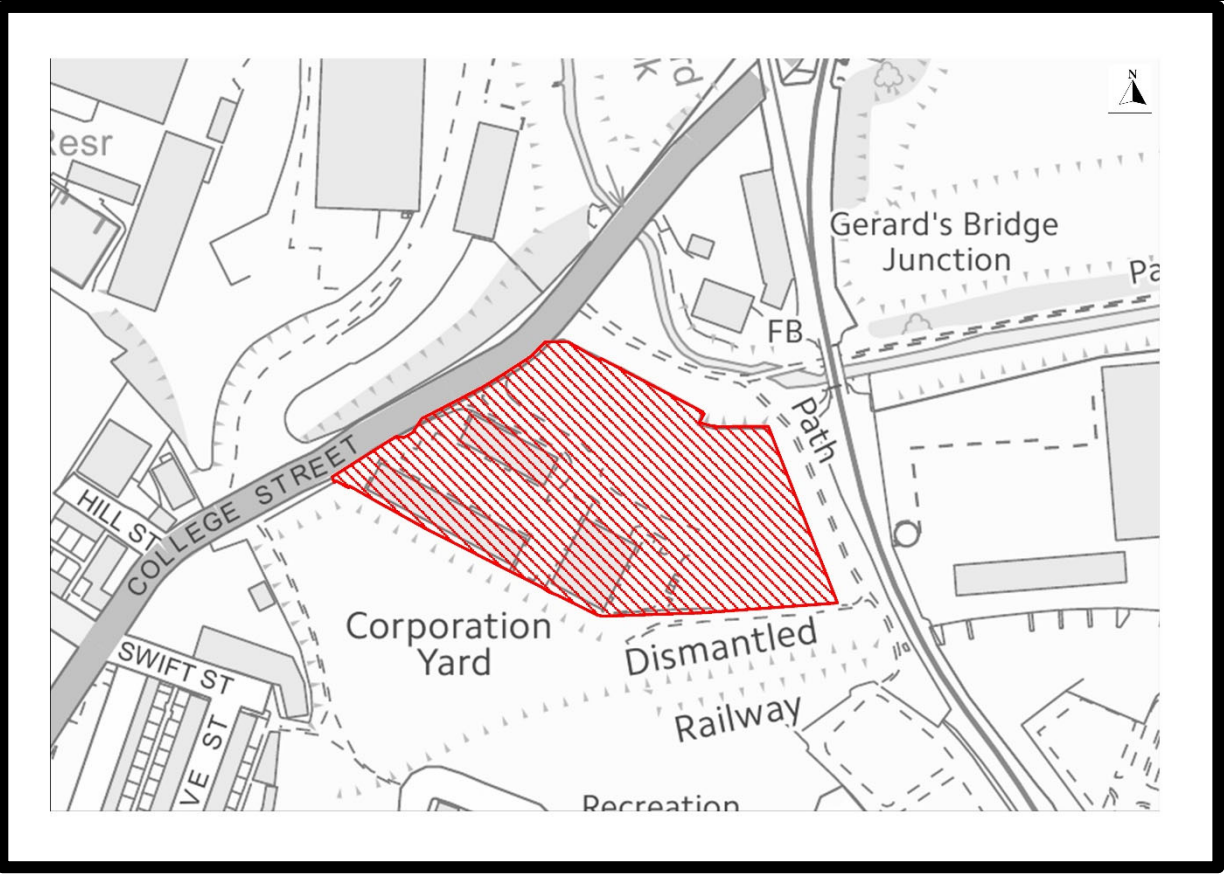 N
Resr
Gerard's Bridge
Junction
Pa
FB
Path
COLLEGE STREET
HILL ST
Corporation
Yard
Dismantled
Railway
SWIFT ST
VE ST
Recreation